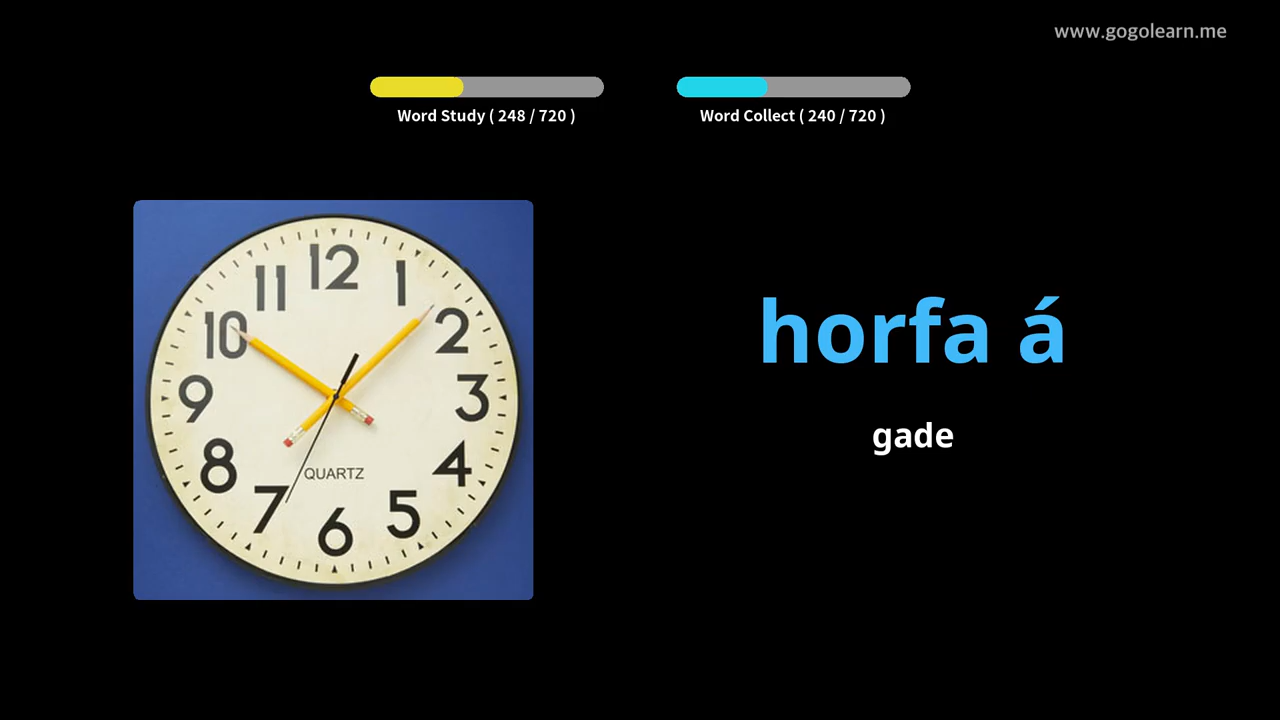 www.gogolearn.me
Word Study ( 248 / 720 )
Word Collect ( 240 / 720 )
12
11
1
10
2
9
3
8
4
QUARTZ
7
5
6
horfa á
gade